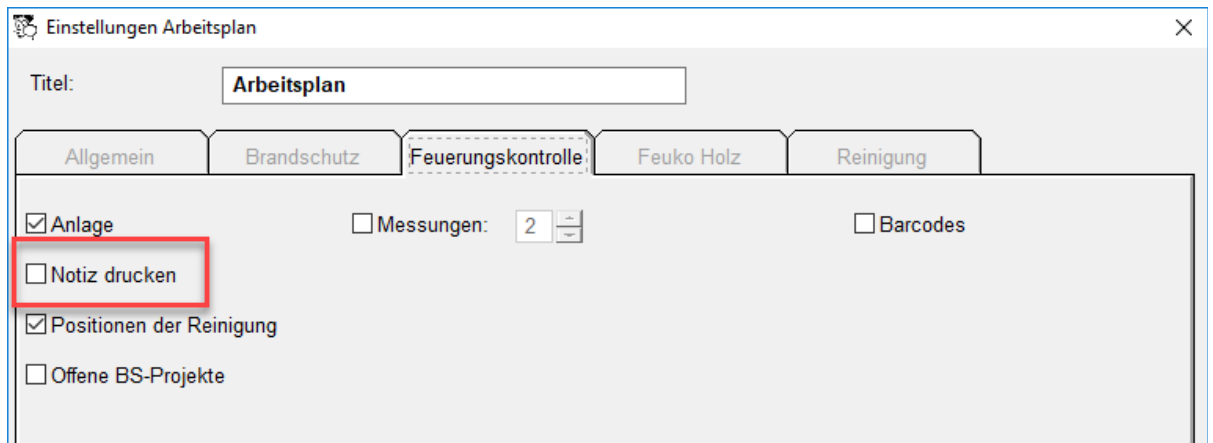 Einstellungen Arbeitsplan
Titel: Arbeitsplan
Allgemein Brandschutz Feuerungskontrolle Feuko Holz Reinigung
Anlage Messungen: 2 Barcodes
Notiz drucken
Positionen der Reinigung
Offene BS-Projekte